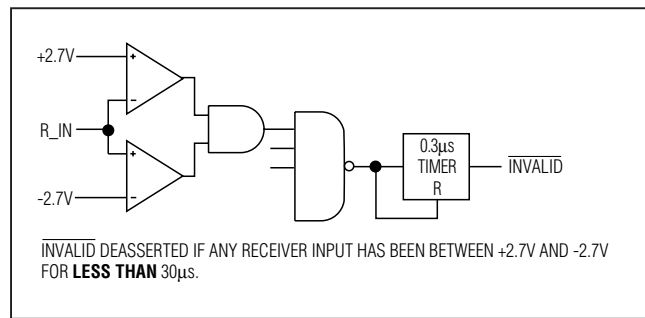 +2.7V
+
-
R_IN
+
-
-2.7V
0.3μs
TIMER
R
INVALID
INVALID DEASSERTED IF ANY RECEIVER INPUT HAS BEEN BETWEEN +2.7V AND -2.7V
FOR LESS THAN 30μs.